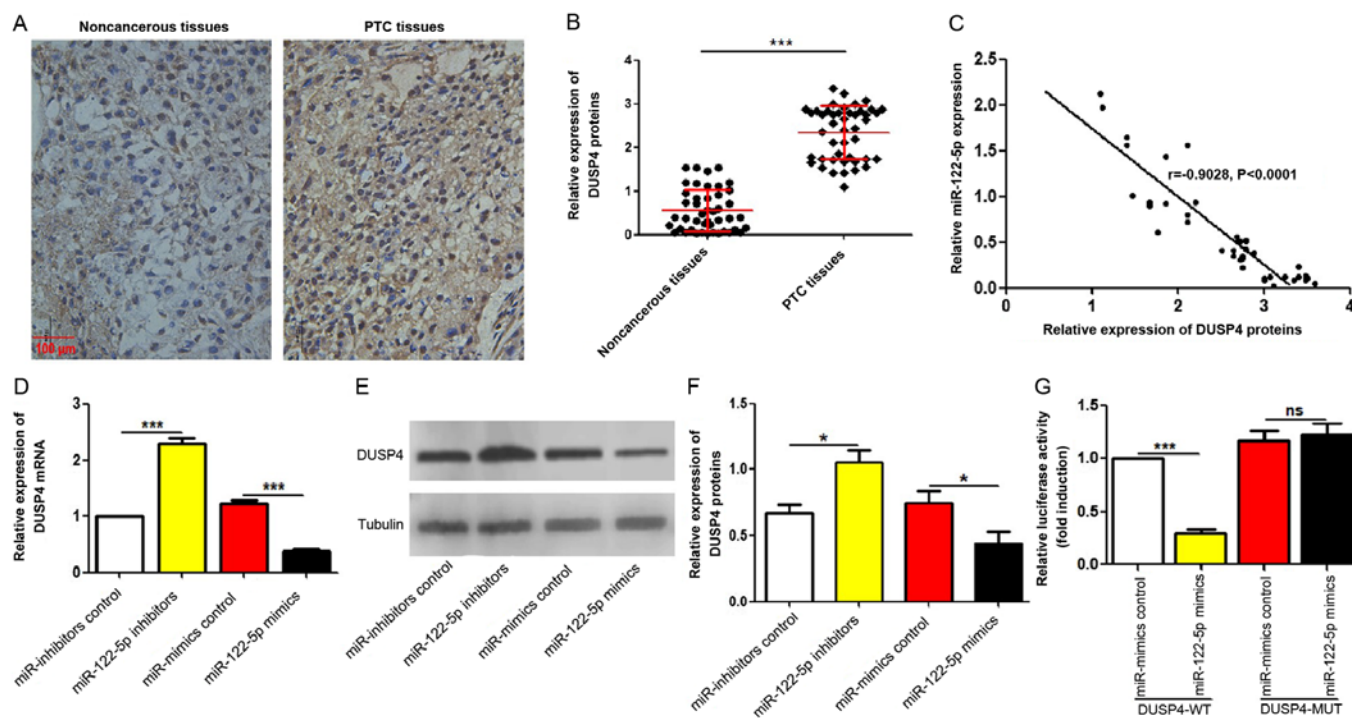 A
Noncancerous tissues
PTC tissues
100 μm
B
Relative expression of
DUSP4 proteins
4
3
2
1
0
***
Noncancerous tissues
PTC tissues
C
Relative miR-122-5p expression
2.5
2.0
1.5
1.0
0.5
0.0
r=-0.9028, P<0.0001
0
1
2
3
4
Relative expression of DUSP4 proteins
D
Relative expression of
DUSP4 mRNA
3
2
1
0
***
***
miR-inhibitors control
miR-122-5p inhibitors
miR-mimics control
miR-122-5p mimics
E
DUSP4
Tubulin
miR-inhibitors control
miR-122-5p inhibitors
miR-mimics control
miR-122-5p mimics
F
Relative expression of
DUSP4 proteins
1.5
1.0
0.5
0.0
*
*
miR-inhibitors control
miR-122-5p inhibitors
miR-mimics control
miR-122-5p mimics
G
Relative luciferase activity
(fold induction)
1.5
1.0
0.5
0.0
***
ns
miR-mimics control
miR-122-5p mimics
miR-mimics control
miR-122-5p mimics
DUSP4-WT
DUSP4-MUT